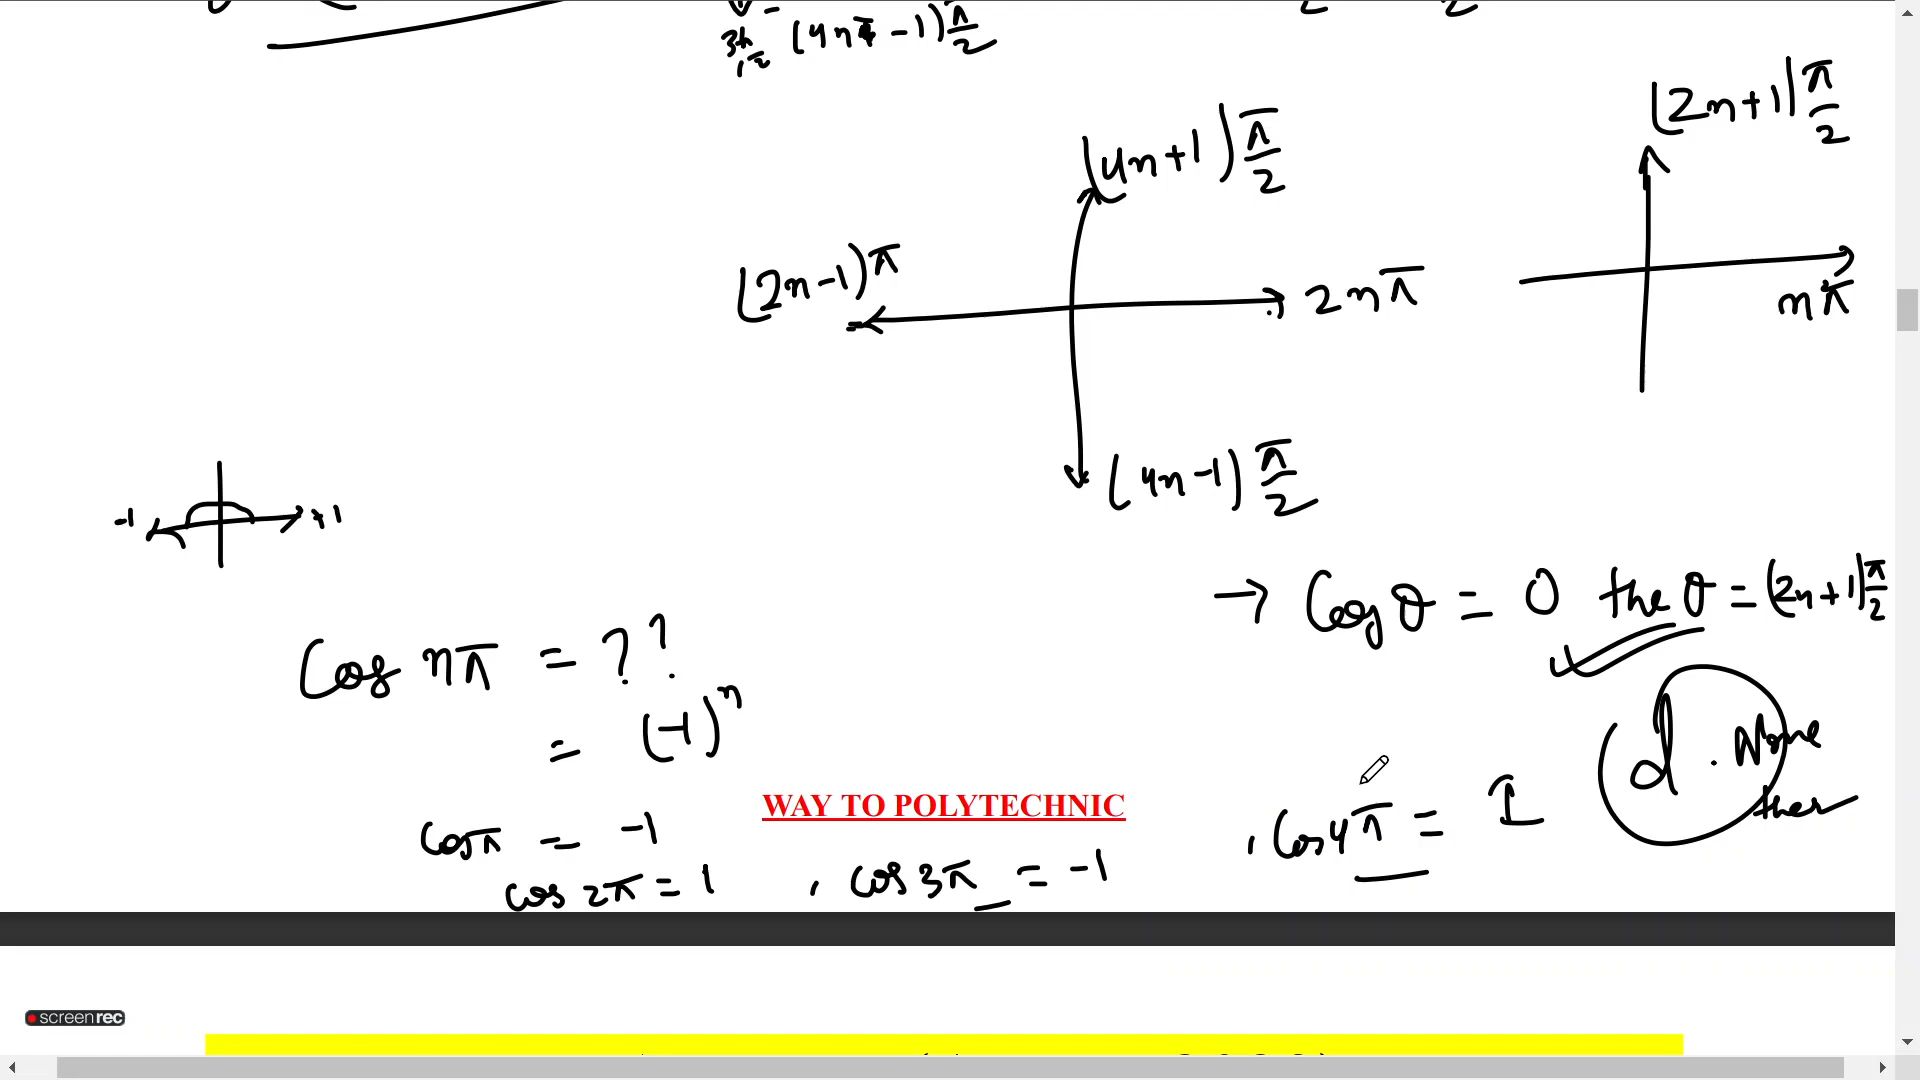 (4n - 1) π/2
3π/2
(2n+1) π/2
(4n+1) π/2
(2n-1)π
2nπ
nπ
(4n-1) π/2
-1 +1
→ Cos θ = 0 the θ = (2n+1) π/2
Cos nπ = ??
= (-1)^n
d. None
WAY TO POLYTECHNIC
cosπ = -1
, Cos4π = 1
cos 2π = 1 , cos 3π = -1
screenrec